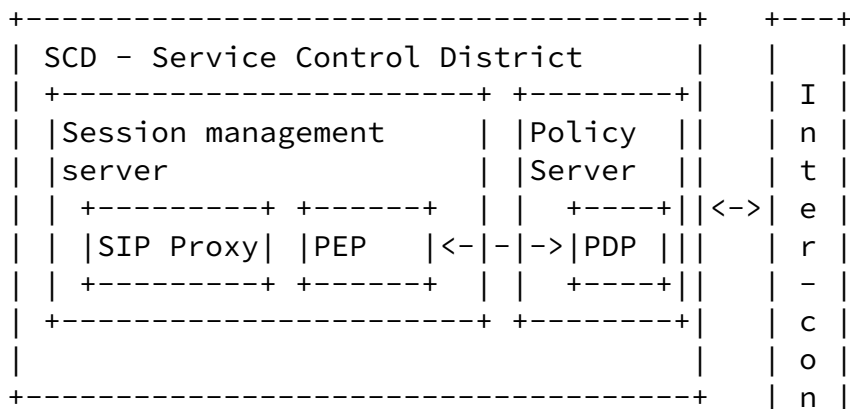 +-----------------------------------+   +---+
| SCD - Service Control District    |   |   |
| +-----------------------+ +--------+|   | I |
| |Session management     | |Policy  ||   | n |
| |server                 | |Server  ||   | t |
| | +---------+ +------+  | |  +----+||<->| e |
| | |SIP Proxy| |PEP   |<-|-|->|PDP |||   | r |
| | +---------+ +------+  | |  +----+||   | - |
| +-----------------------+ +--------+|   | c |
|                                   |   | o |
+-----------------------------------+   | n |